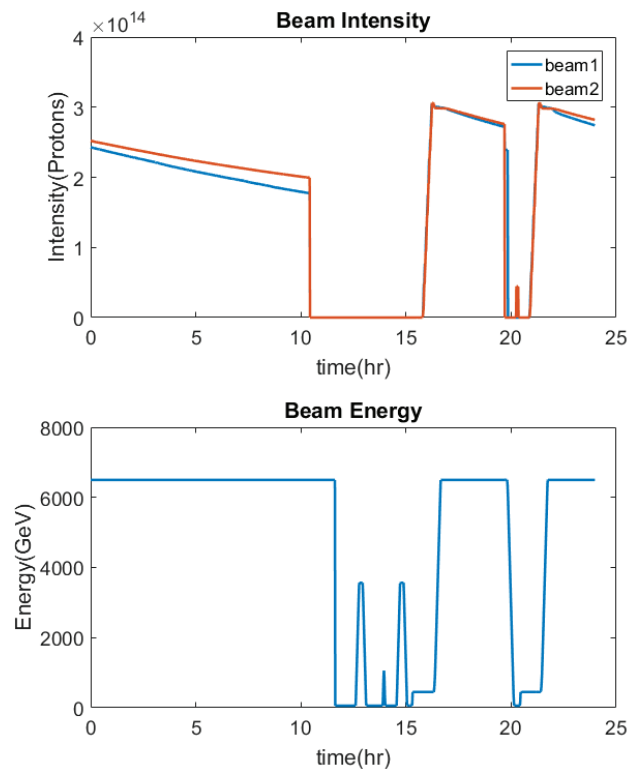 Beam Intensity
×10^14
4
3
2
1
0
Intensity(Protons)
beam1
beam2
0 5 10 15 20 25
time(hr)
Beam Energy
8000
6000
4000
2000
0
Energy(GeV)
0 5 10 15 20 25
time(hr)